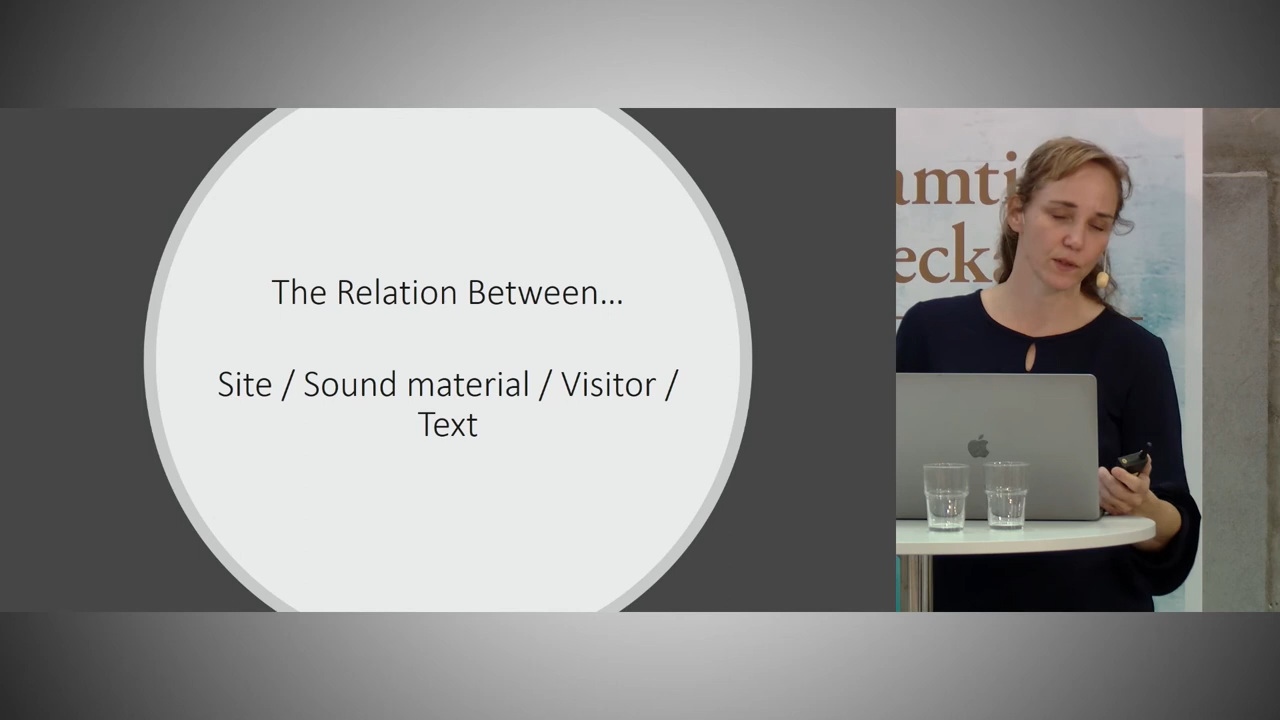 The Relation Between...
Site / Sound material / Visitor /
Text